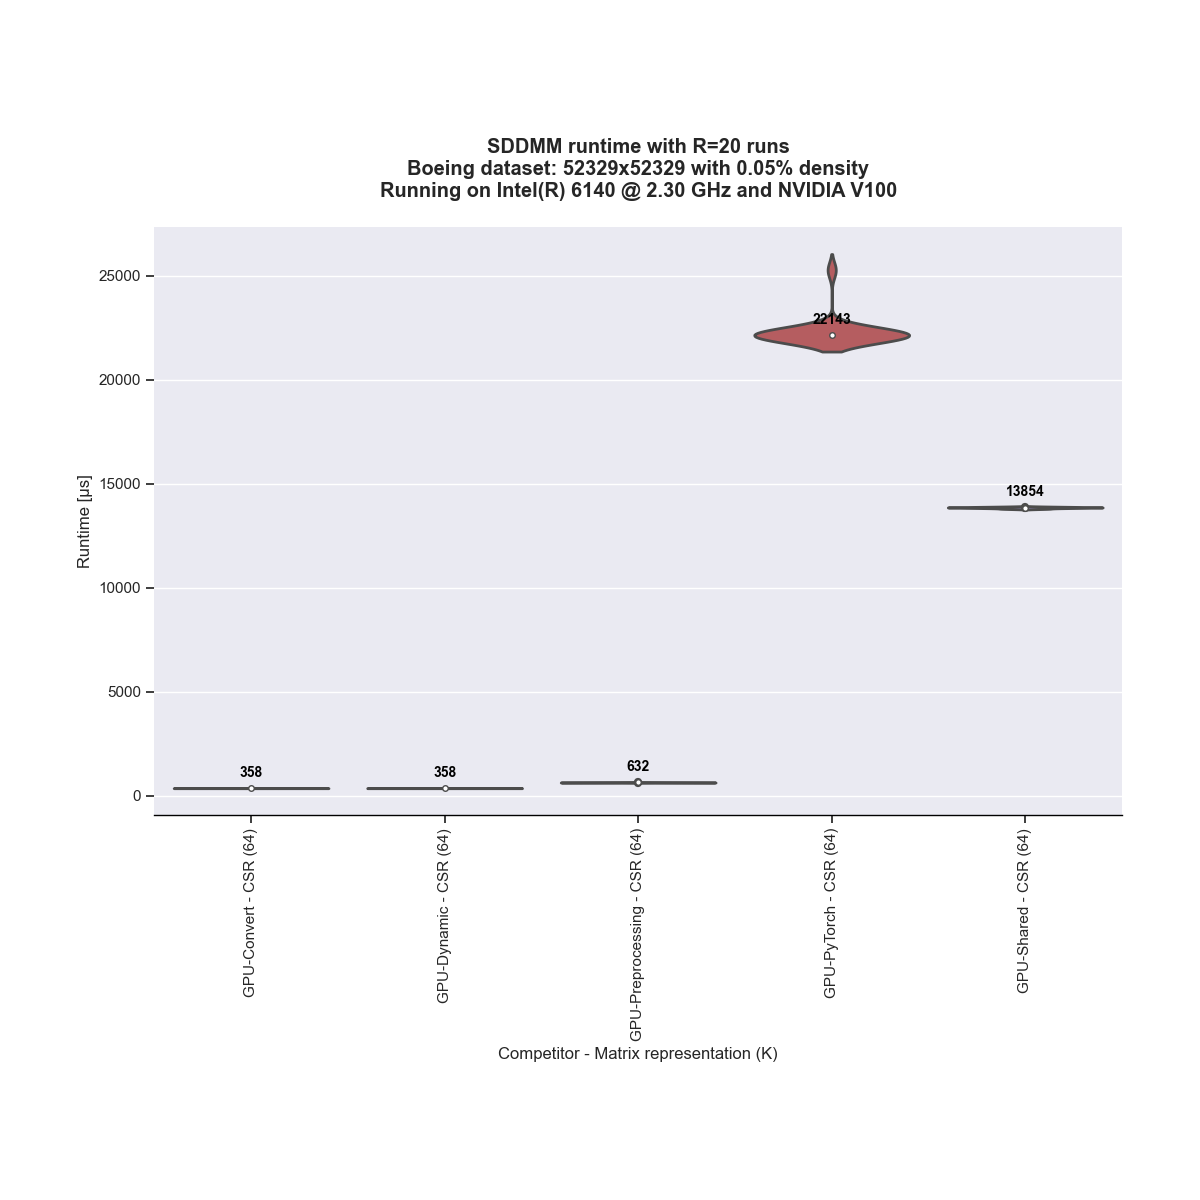 SDDMM runtime with R=20 runs
Boeing dataset: 52329x52329 with 0.05% density
Running on Intel(R) 6140 @ 2.30 GHz and NVIDIA V100
Runtime [µs]
25000
20000
15000
10000
5000
0
358
358
632
22143
13854
GPU-Convert - CSR (64)
GPU-Dynamic - CSR (64)
GPU-Preprocessing - CSR (64)
GPU-PyTorch - CSR (64)
GPU-Shared - CSR (64)
Competitor - Matrix representation (K)